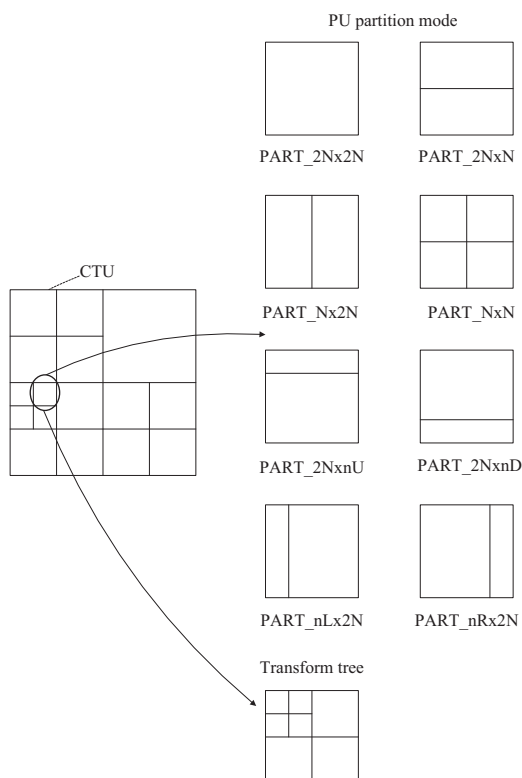 PU partition mode
PART_2Nx2N
PART_2NxN
CTU
PART_Nx2N
PART_NxN
PART_2NxnU
PART_2NxnD
PART_nLx2N
PART_nRx2N
Transform tree